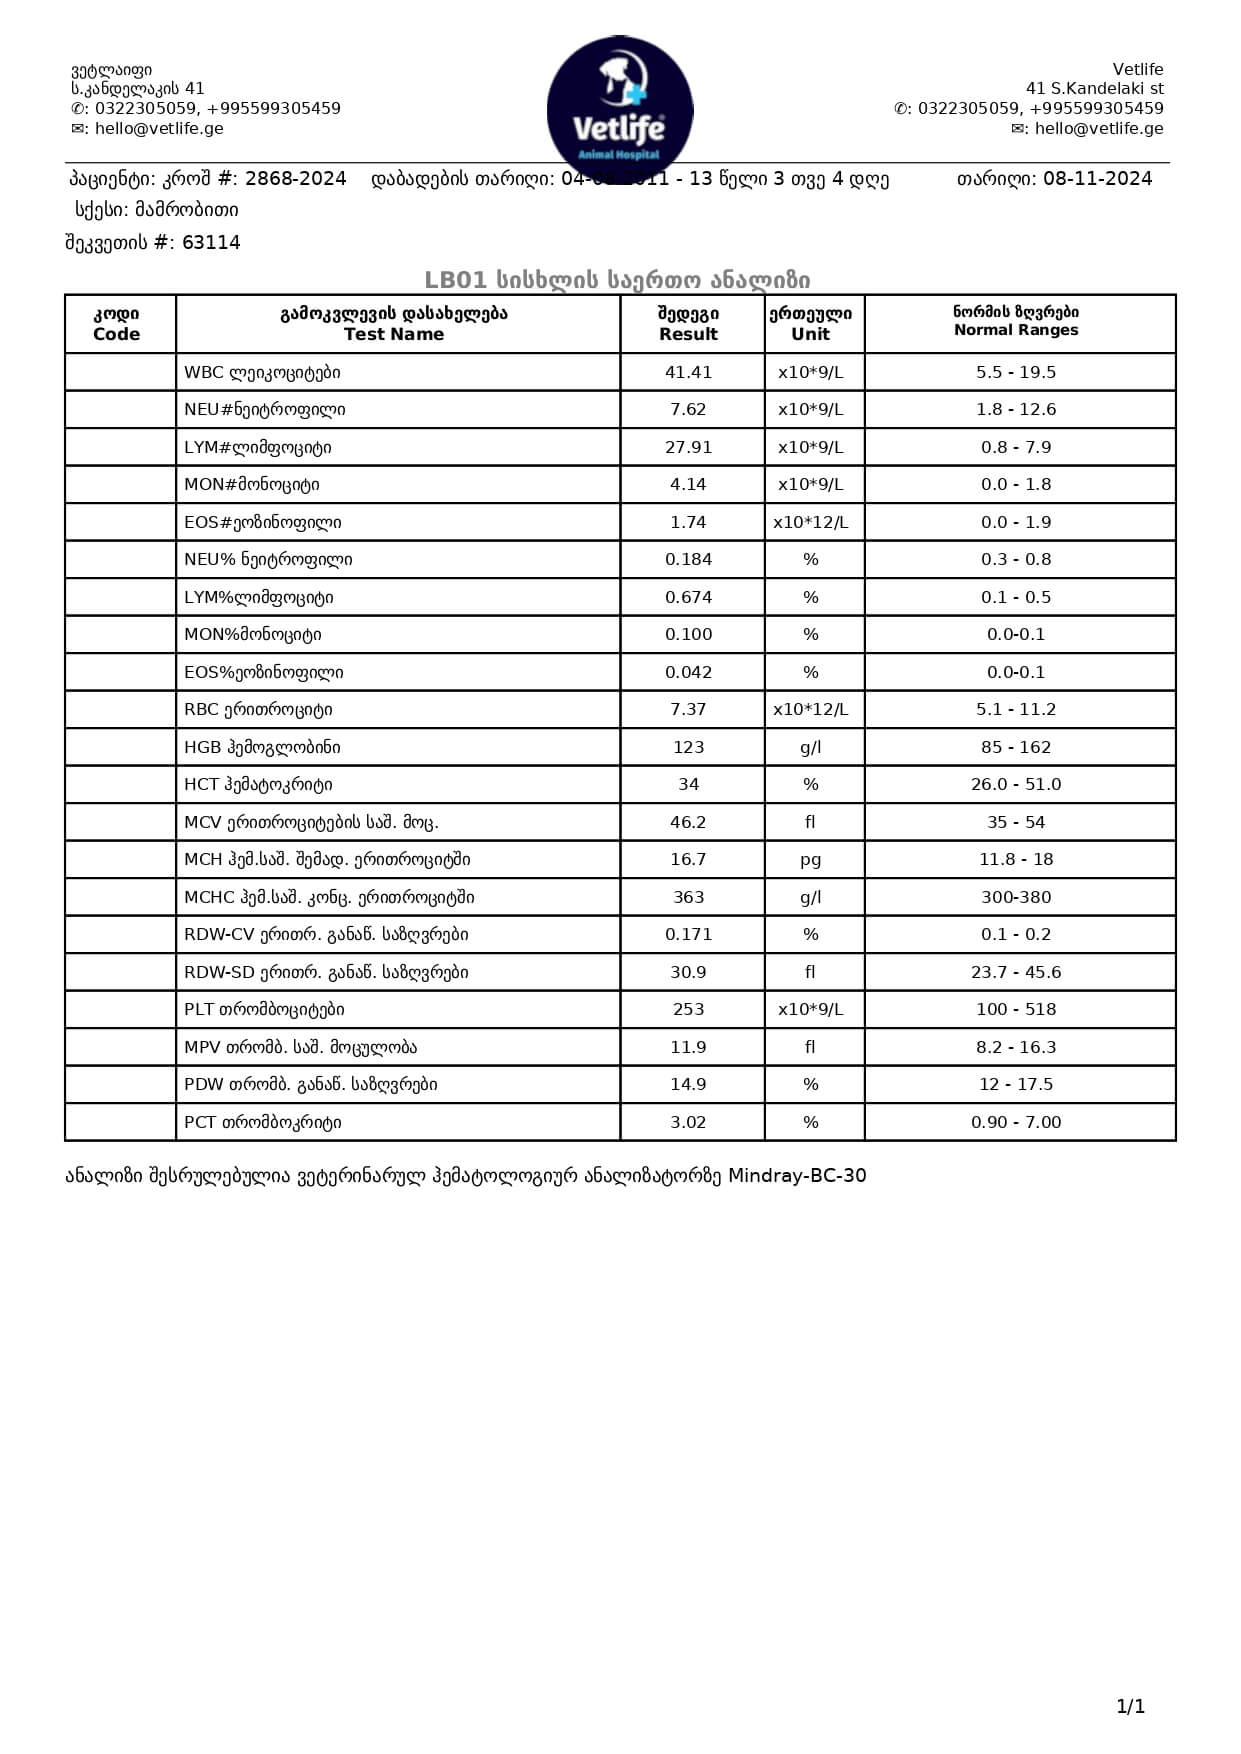 ვეტლაიფი
ს.კანდელაკის 41
✆: 0322305059, +995599305459
✉: hello@vetlife.ge
Vetlife
Animal Hospital
Vetlife
41 S.Kandelaki st
✆: 0322305059, +995599305459
✉: hello@vetlife.ge
პაციენტი: კროშ #: 2868-2024 დაბადების თარიღი: 04-08-2011 - 13 წელი 3 თვე 4 დღე თარიღი: 08-11-2024
სქესი: მამრობითი
შეკვეთის #: 63114
LB01 სისხლის საერთო ანალიზი
კოდი გამოკვლევის დასახელება შედეგი ერთეული ნორმის ზღვრები
Code Test Name Result Unit Normal Ranges
WBC ლეიკოციტები 41.41 x10*9/L 5.5 - 19.5
NEU#ნეიტროფილი 7.62 x10*9/L 1.8 - 12.6
LYM#ლიმფოციტი 27.91 x10*9/L 0.8 - 7.9
MON#მონოციტი 4.14 x10*9/L 0.0 - 1.8
EOS#ეოზინოფილი 1.74 x10*12/L 0.0 - 1.9
NEU% ნეიტროფილი 0.184 % 0.3 - 0.8
LYM%ლიმფოციტი 0.674 % 0.1 - 0.5
MON%მონოციტი 0.100 % 0.0-0.1
EOS%ეოზინოფილი 0.042 % 0.0-0.1
RBC ერითროციტი 7.37 x10*12/L 5.1 - 11.2
HGB ჰემოგლობინი 123 g/l 85 - 162
HCT ჰემატოკრიტი 34 % 26.0 - 51.0
MCV ერითროციტების საშ. მოც. 46.2 fl 35 - 54
MCH ჰემ.საშ. შემად. ერითროციტში 16.7 pg 11.8 - 18
MCHC ჰემ.საშ. კონც. ერითროციტში 363 g/l 300-380
RDW-CV ერითრ. განაწ. საზღვრები 0.171 % 0.1 - 0.2
RDW-SD ერითრ. განაწ. საზღვრები 30.9 fl 23.7 - 45.6
PLT თრომბოციტები 253 x10*9/L 100 - 518
MPV თრომბ. საშ. მოცულობა 11.9 fl 8.2 - 16.3
PDW თრომბ. განაწ. საზღვრები 14.9 % 12 - 17.5
PCT თრომბოკრიტი 3.02 % 0.90 - 7.00
ანალიზი შესრულებულია ვეტერინარულ ჰემატოლოგიურ ანალიზატორზე Mindray-BC-30
1/1